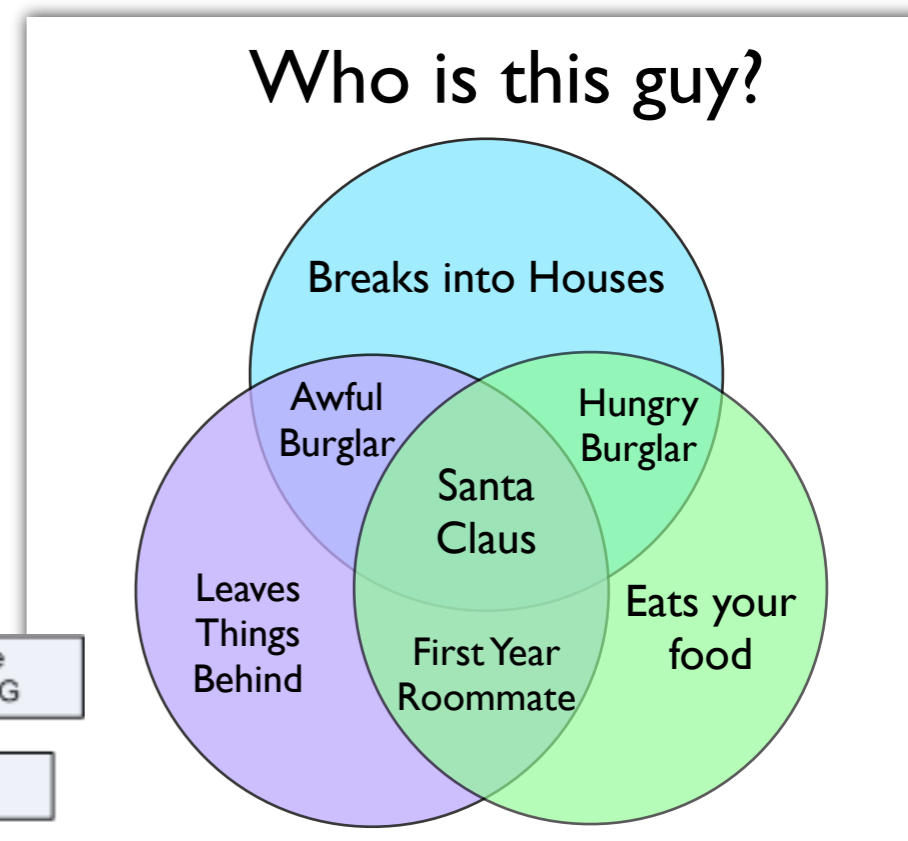 Who is this guy?
Breaks into Houses
Awful
Burglar
Hungry
Burglar
Santa
Claus
Leaves
Things
Behind
Eats your
food
First Year
Roommate
e
G